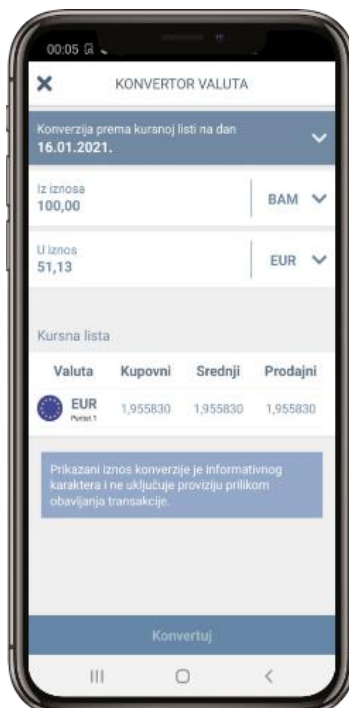 00:05
KONVERTOR VALUTA
Konverzija prema kursnoj listi na dan
16.01.2021.
Iz iznosa
100,00
BAM
U iznos
51,13
EUR
Kursna lista
Valuta Kupovni Srednji Prodajni
EUR 1,955830 1,955830 1,955830
Paritet 1
Prikazani iznos konverzije je informativnog
karaktera i ne uključuje proviziju prilikom
obavljanja transakcije.
Konvertuj